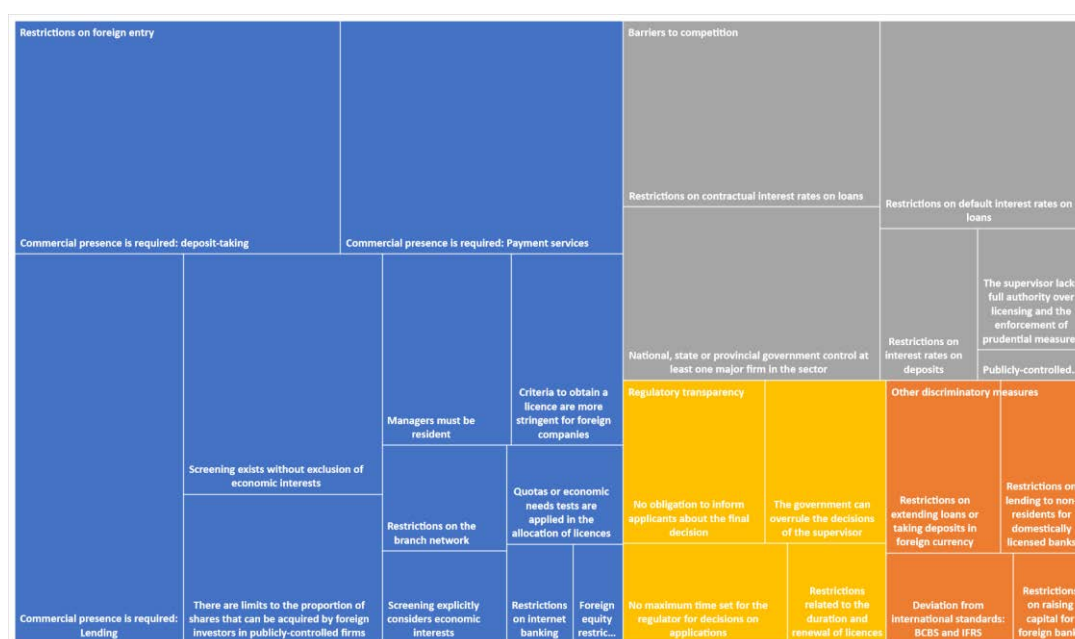 Restrictions on foreign entry
Commercial presence is required: deposit-taking
Commercial presence is required: Payment services
Commercial presence is required:
Lending
Screening exists without exclusion of
economic interests
There are limits to the proportion of
shares that can be acquired by foreign
investors in publicly-controlled firms
Managers must be
resident
Criteria to obtain a
licence are more
stringent for foreign
companies
Restrictions on the
branch network
Quotas or economic
needs tests are
applied in the
allocation of licences
Screening explicitly
considers economic
interests
Restrictions
on internet
banking
Foreign
equity
restric...
Barriers to competition
Restrictions on contractual interest rates on loans
Restrictions on default interest rates on
loans
National, state or provincial government control at
least one major firm in the sector
Restrictions on
interest rates on
deposits
The supervisor lack
full authority over
licensing and the
enforcement of
prudential measure
Publicly-controlled...
Regulatory transparency
No obligation to inform
applicants about the final
decision
The government can
overrule the decisions
of the supervisor
No maximum time set for the
regulator for decisions on
applications
Restrictions
related to the
duration and
renewal of licences
Other discriminatory measures
Restrictions on
extending loans or
taking deposits in
foreign currency
Restrictions on
lending to non-
residents for
domestically
licensed banks
Deviation from
international standards:
BCBS and IFRS
Restrictions
on raising
capital for
foreign bank